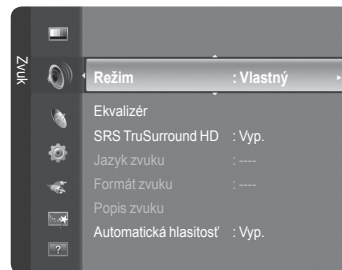 Zvuk
Režim : Vlastný
Ekvalizér
SRS TruSurround HD : Vyp.
Jazyk zvuku : ----
Formát zvuku : ----
Popis zvuku
Automatická hlasitosť : Vyp.
?